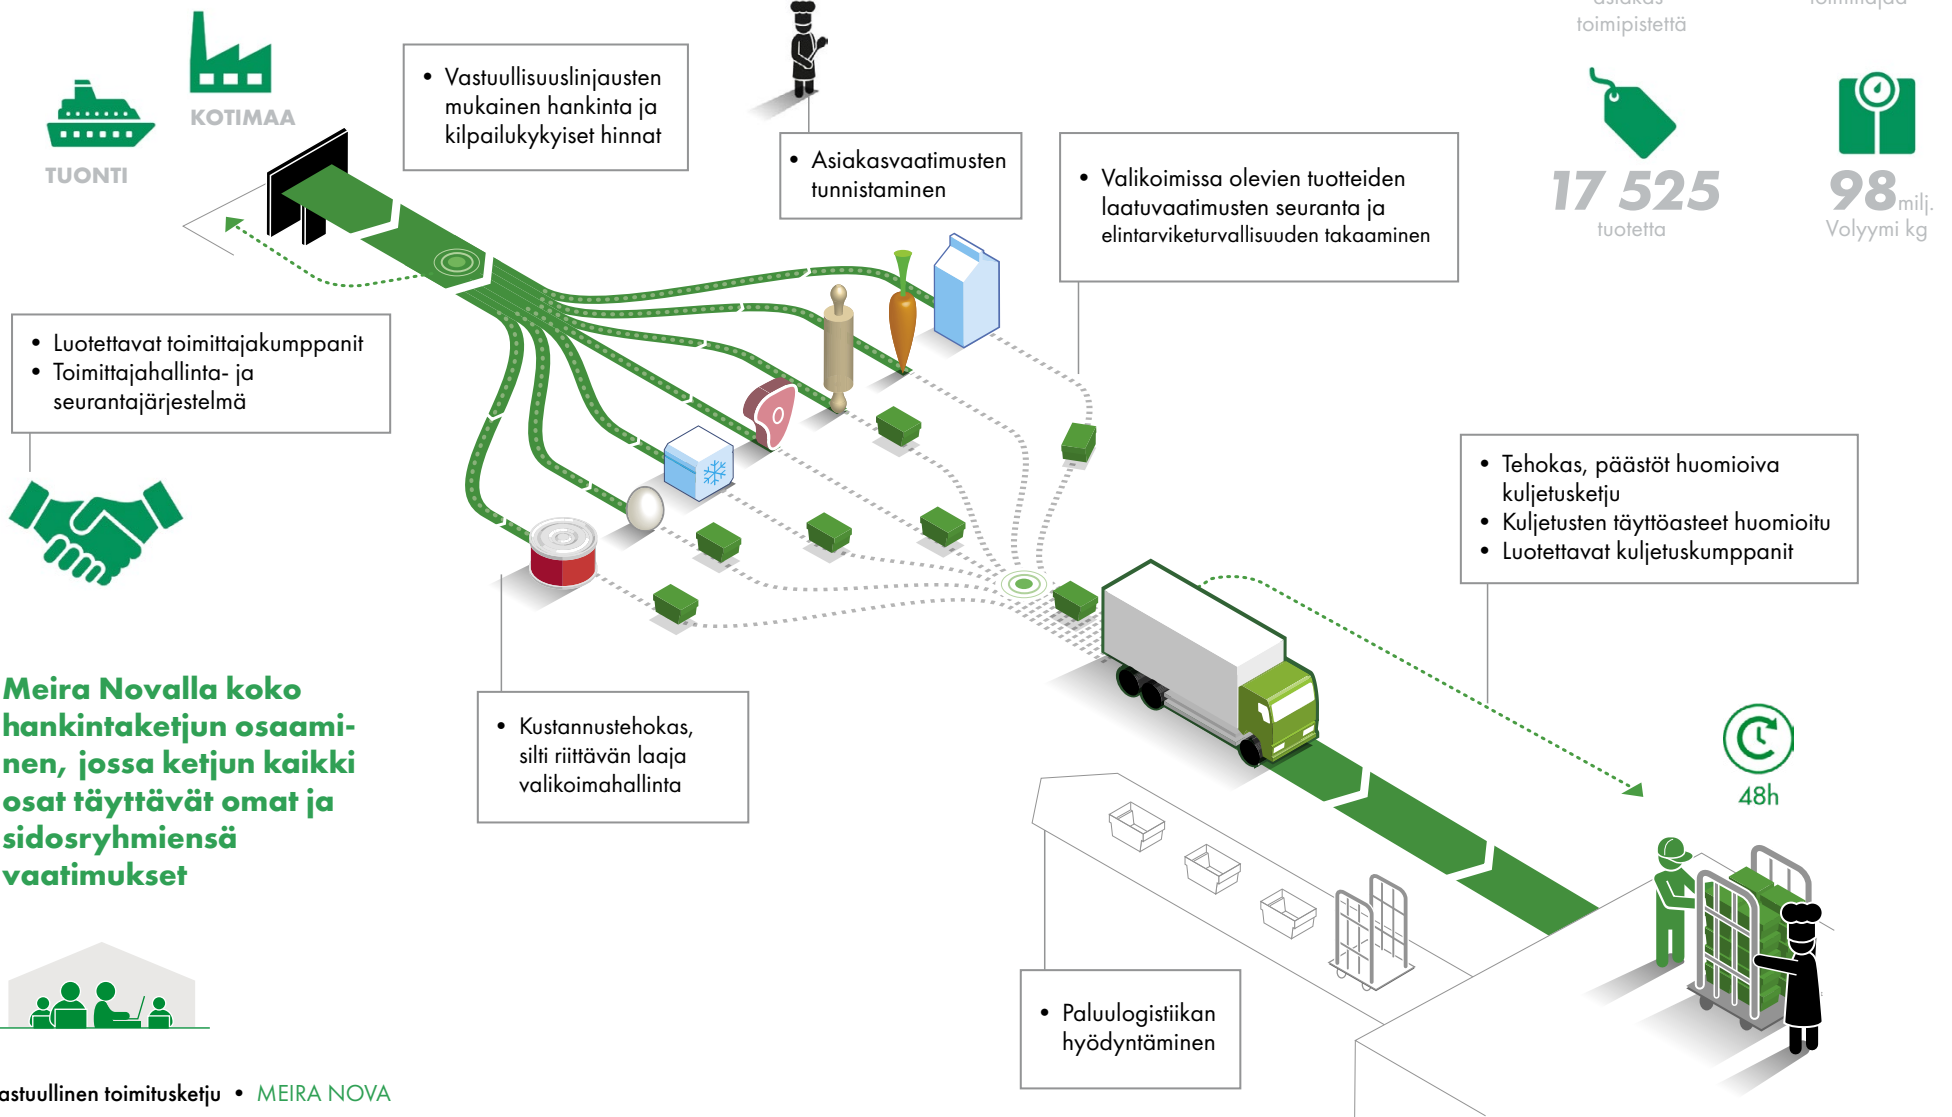 toimipistettä
KOTIMAA
TUONTI
• Vastuullisuuslinjausten
mukainen hankinta ja
kilpailukykyiset hinnat
• Asiakasvaatimusten
tunnistaminen
• Valikoimissa olevien tuotteiden
laatuvaatimusten seuranta ja
elintarviketurvallisuuden takaaminen
17 525
tuotetta
98 milj.
Volyymi kg
• Luotettavat toimittajakumppanit
• Toimittajahallinta- ja
seurantajärjestelmä
• Tehokas, päästöt huomioiva
kuljetusketju
• Kuljetusten täyttöasteet huomioitu
• Luotettavat kuljetuskumppanit
Meira Novalla koko
hankintaketjun osaami-
nen, jossa ketjun kaikki
osat täyttävät omat ja
sidosryhmiensä
vaatimukset
• Kustannustehokas,
silti riittävän laaja
valikoimahallinta
48h
• Paluulogistiikan
hyödyntäminen
astuullinen toimitusketju • MEIRA NOVA